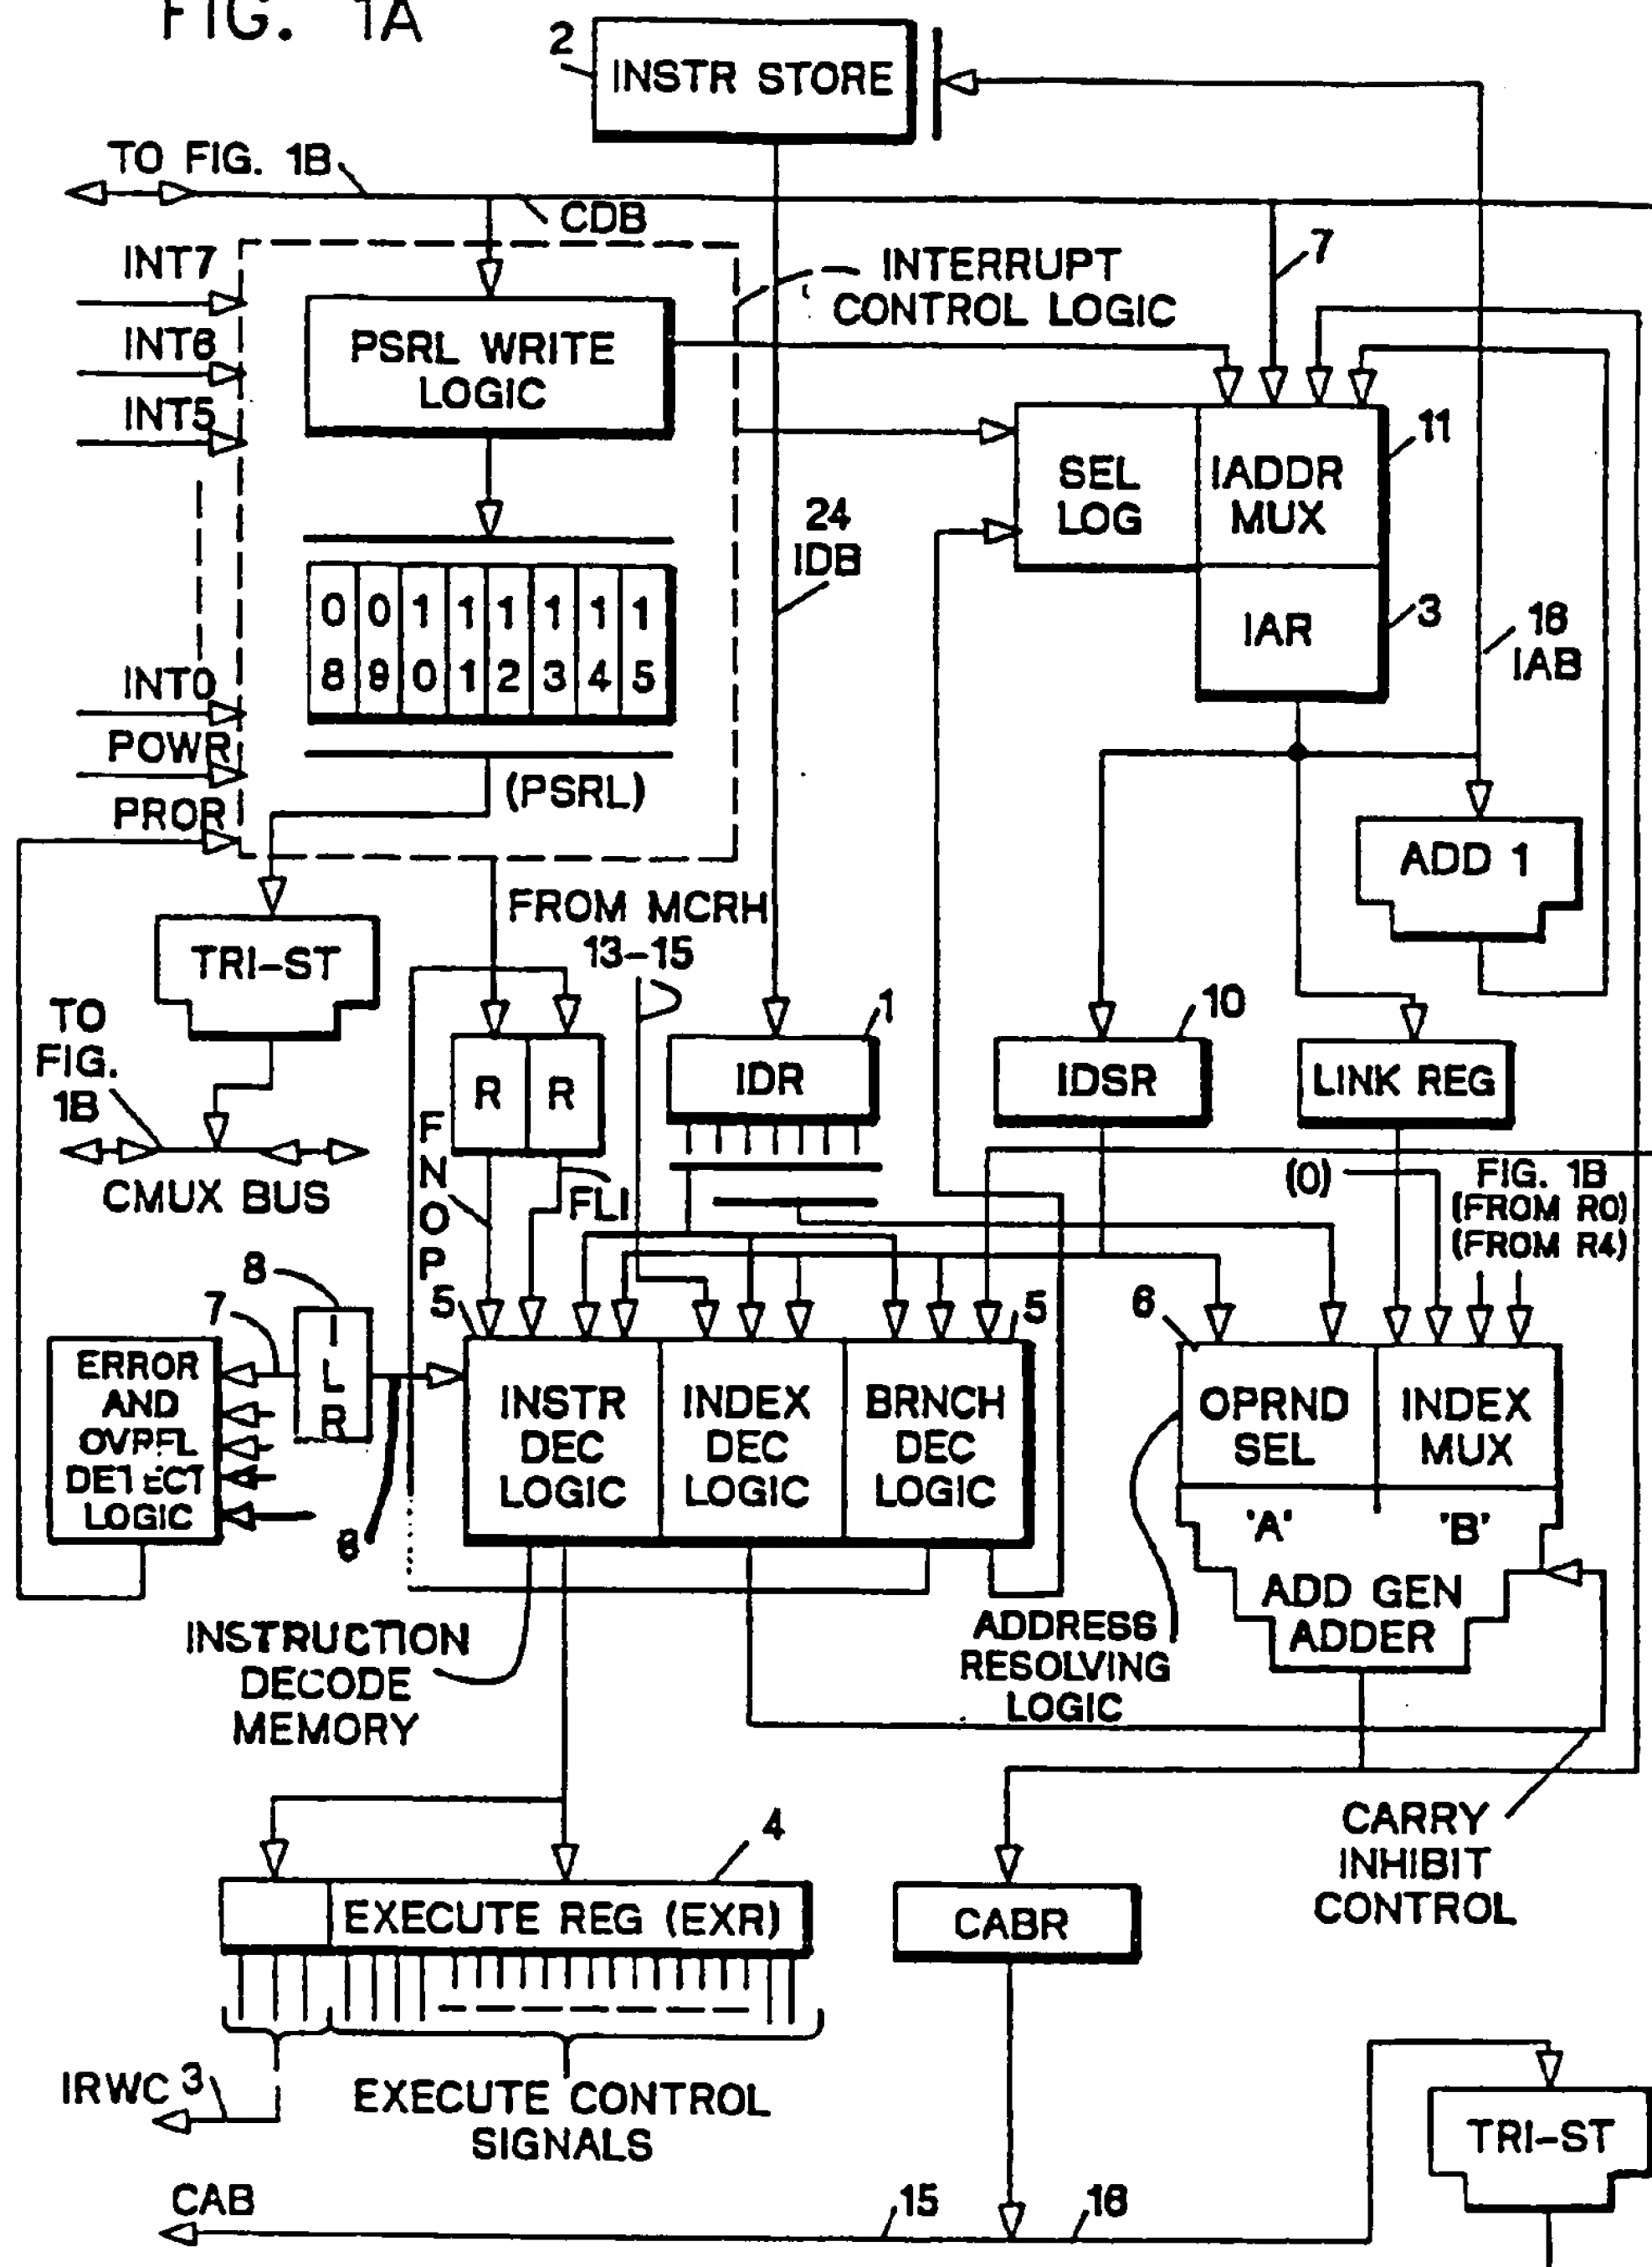 FIG. 1A
2
INSTR STORE
TO FIG. 1B
CDB
INT7
INTERRUPT
CONTROL LOGIC
7
PSRL WRITE
LOGIC
INT6
INT5
11
SEL
LOG
IADDR
MUX
24
IDB
0 0 1 1 1 1 1 1
8 9 0 1 2 3 4 5
IAR
3
16
IAB
INT0
POWR
(PSRL)
PROR
ADD 1
FROM MCRH
13-15
TRI-ST
TO
FIG.
1B
1
10
R
R
IDR
IDSR
LINK REG
FNOP
FLI
(0)
FIG. 1B
(FROM R0)
(FROM R4)
CMUX BUS
8
7
5
5
6
ILR
ERROR
AND
OVRFL
DETECT
LOGIC
INSTR
DEC
LOGIC
INDEX
DEC
LOGIC
BRNCH
DEC
LOGIC
OPRND
SEL
INDEX
MUX
'A'
'B'
ADD GEN
ADDER
INSTRUCTION
DECODE
MEMORY
ADDRESS
RESOLVING
LOGIC
CARRY
INHIBIT
CONTROL
4
EXECUTE REG (EXR)
CABR
IRWC 3
EXECUTE CONTROL
SIGNALS
TRI-ST
CAB
15
16